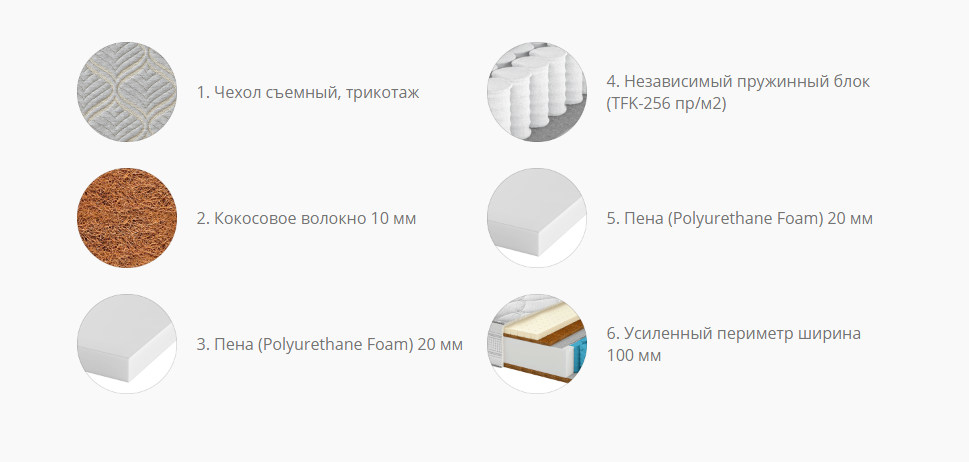 1. Чехол съемный, трикотаж
2. Кокосовое волокно 10 мм
3. Пена (Polyurethane Foam) 20 мм
4. Независимый пружинный блок
(TFK-256 пр/м2)
5. Пена (Polyurethane Foam) 20 мм
6. Усиленный периметр ширина
100 мм